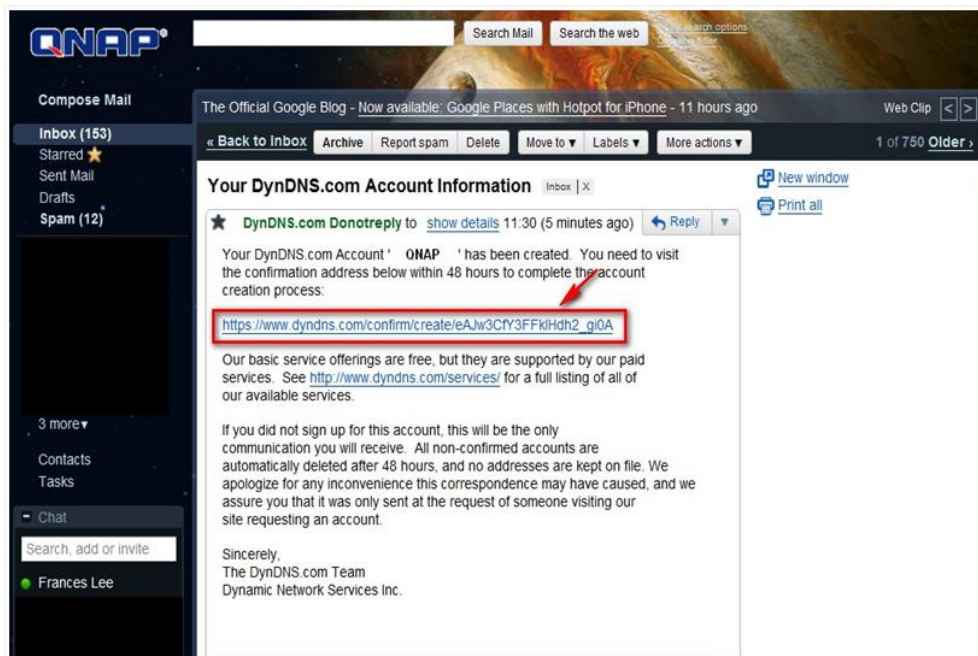 QNAP
Search Mail Search the web search options
Compose Mail
The Official Google Blog - Now available: Google Places with Hotpot for iPhone - 11 hours ago Web Clip < >
Inbox (153)
« Back to Inbox Archive Report spam Delete Move to ▼ Labels ▼ More actions ▼ 1 of 750 Older ›
Starred
Sent Mail
Drafts
Spam (12)
3 more▾
Contacts
Tasks
Chat
Search, add or invite
Frances Lee
Your DynDNS.com Account Information Inbox X
New window
Print all
DynDNS.com Donotreply to show details 11:30 (5 minutes ago) Reply ▼
Your DynDNS.com Account ' QNAP ' has been created. You need to visit
the confirmation address below within 48 hours to complete the account
creation process:
https://www.dyndns.com/confirm/create/eAJw3CfY3FFklHdh2_gi0A
Our basic service offerings are free, but they are supported by our paid
services. See http://www.dyndns.com/services/ for a full listing of all of
our available services.
If you did not sign up for this account, this will be the only
communication you will receive. All non-confirmed accounts are
automatically deleted after 48 hours, and no addresses are kept on file. We
apologize for any inconvenience this correspondence may have caused, and we
assure you that it was only sent at the request of someone visiting our
site requesting an account.
Sincerely,
The DynDNS.com Team
Dynamic Network Services Inc.